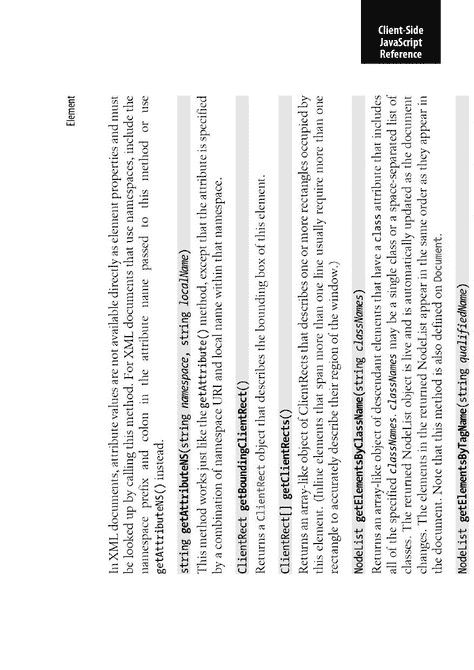 Client-Side
JavaScript
Reference
Element
In XML documents, attribute values are not available directly as element properties and must
be looked up by calling this method. For XML documents that use namespaces, include the
namespace prefix and colon in the attribute name passed to this method or use
getAttributeNS() instead.
string getAttributeNS(string namespace, string localName)
This method works just like the getAttribute() method, except that the attribute is specified
by a combination of namespace URI and local name within that namespace.
ClientRect getBoundingClientRect()
Returns a ClientRect object that describes the bounding box of this element.
ClientRect[] getClientRects()
Returns an array-like object of ClientRects that describes one or more rectangles occupied by
this element. (Inline elements that span more than one line usually require more than one
rectangle to accurately describe their region of the window.)
NodeList getElementsByClassName(string classNames)
Returns an array-like object of descendant elements that have a class attribute that includes
all of the specified classNames. classNames may be a single class or a space-separated list of
classes. The returned NodeList object is live and is automatically updated as the document
changes. The elements in the returned NodeList appear in the same order as they appear in
the document. Note that this method is also defined on Document.
NodeList getElementsByTagName(string qualifiedName)